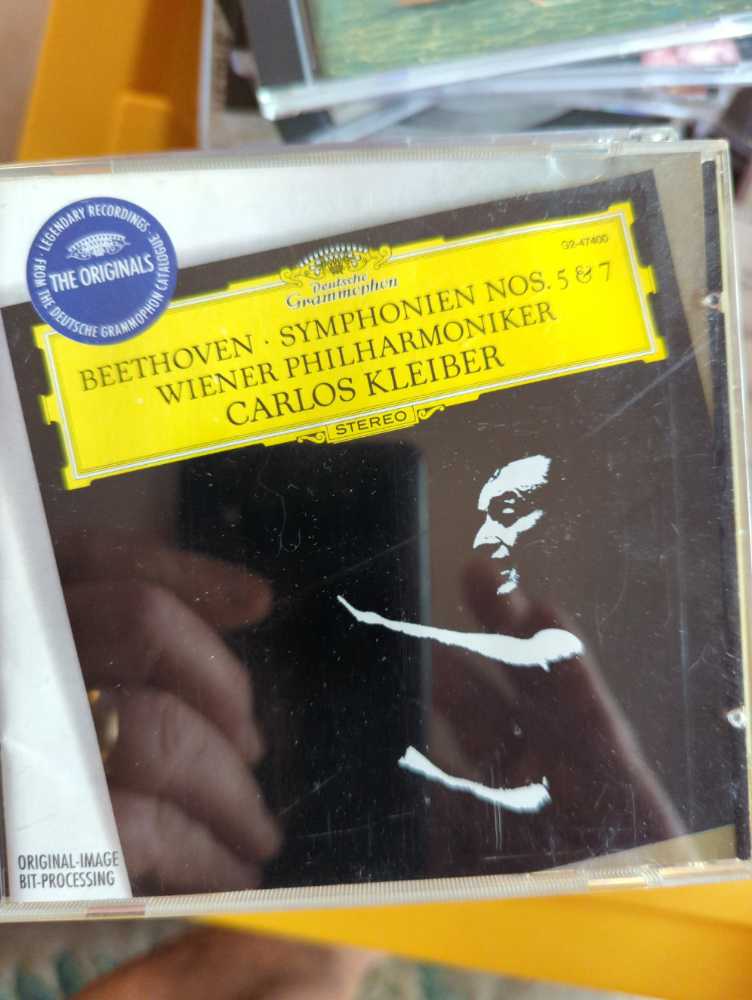 LEGENDARY RECORDINGS
THE ORIGINALS
FROM THE DEUTSCHE GRAMMOPHON CATALOGUE
Deutsche
Grammophon
BEETHOVEN · SYMPHONIEN NOS. 5 & 7
WIENER PHILHARMONIKER
CARLOS KLEIBER
STEREO
ORIGINAL-IMAGE
BIT-PROCESSING